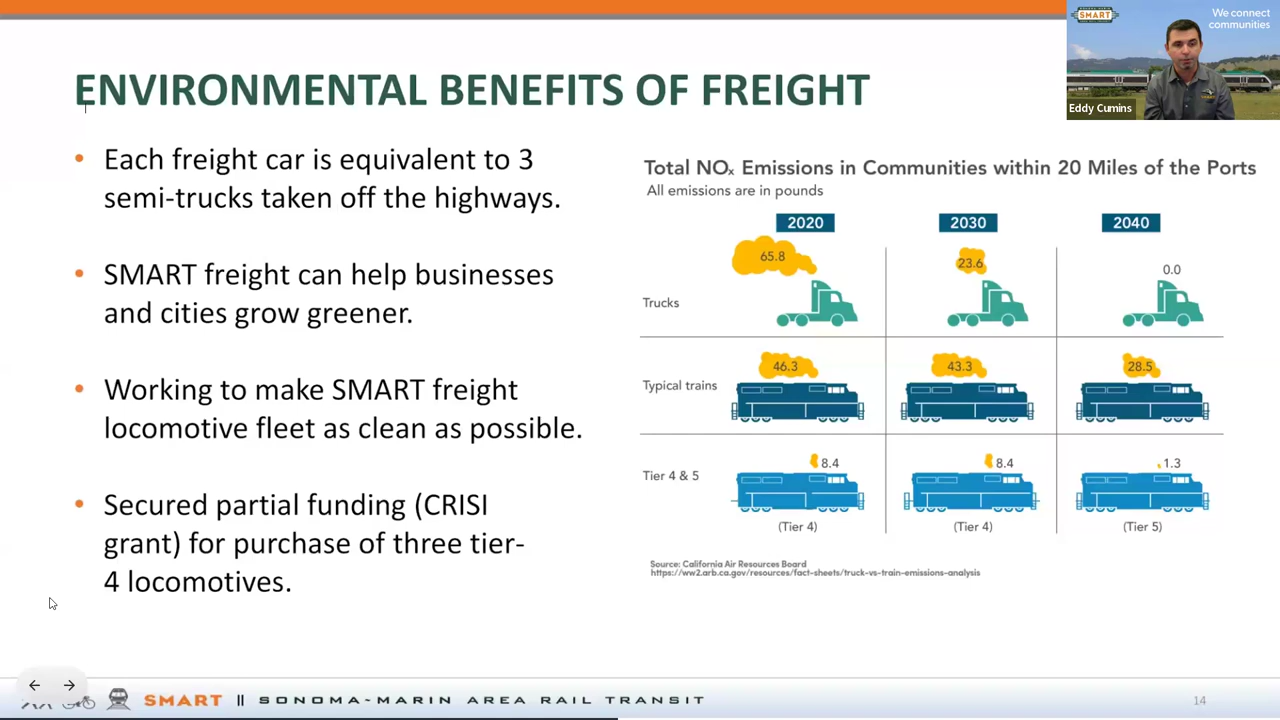 SMART
We connect
communities
Eddy Cumins
ENVIRONMENTAL BENEFITS OF FREIGHT
• Each freight car is equivalent to 3
semi-trucks taken off the highways.
• SMART freight can help businesses
and cities grow greener.
• Working to make SMART freight
locomotive fleet as clean as possible.
• Secured partial funding (CRISI
grant) for purchase of three tier-
4 locomotives.
Total NOₓ Emissions in Communities within 20 Miles of the Ports
All emissions are in pounds
2020 2030 2040
65.8 23.6 0.0
Trucks
46.3 43.3 28.5
Typical trains
8.4 8.4 1.3
Tier 4 & 5
(Tier 4) (Tier 4) (Tier 5)
Source: California Air Resources Board
https://ww2.arb.ca.gov/resources/fact-sheets/truck-vs-train-emissions-analysis
SMART || SONOMA-MARIN AREA RAIL TRANSIT
14